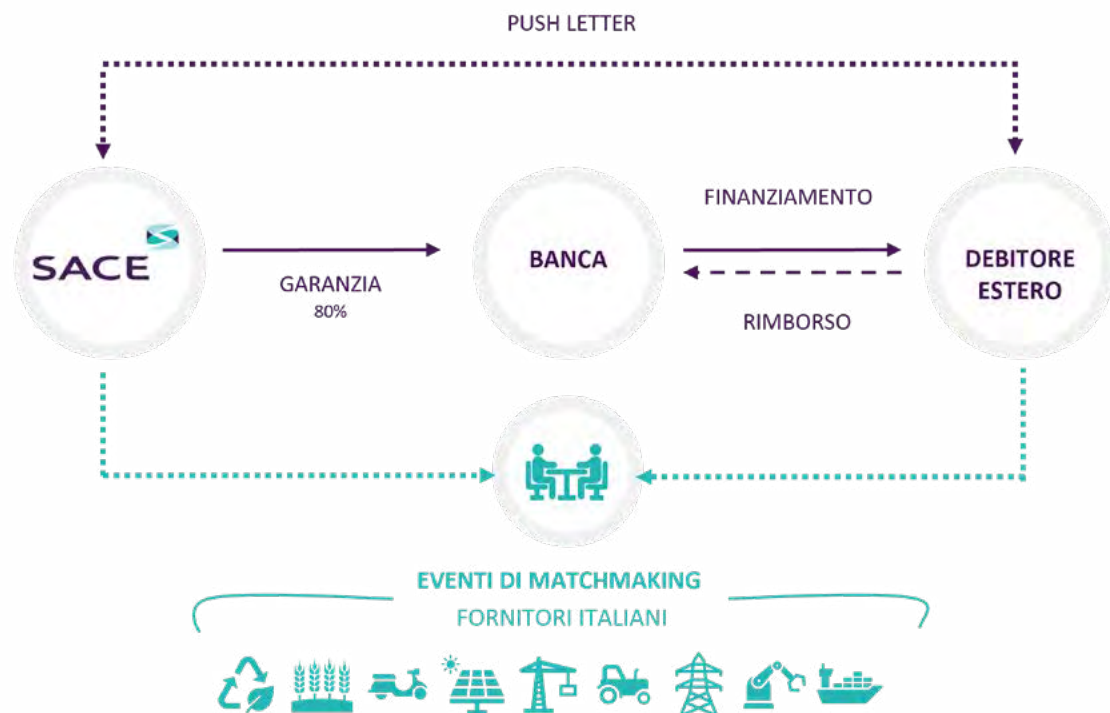 PUSH LETTER
SACE
GARANZIA
80%
BANCA
FINANZIAMENTO
RIMBORSO
DEBITORE
ESTERO
EVENTI DI MATCHMAKING
FORNITORI ITALIANI